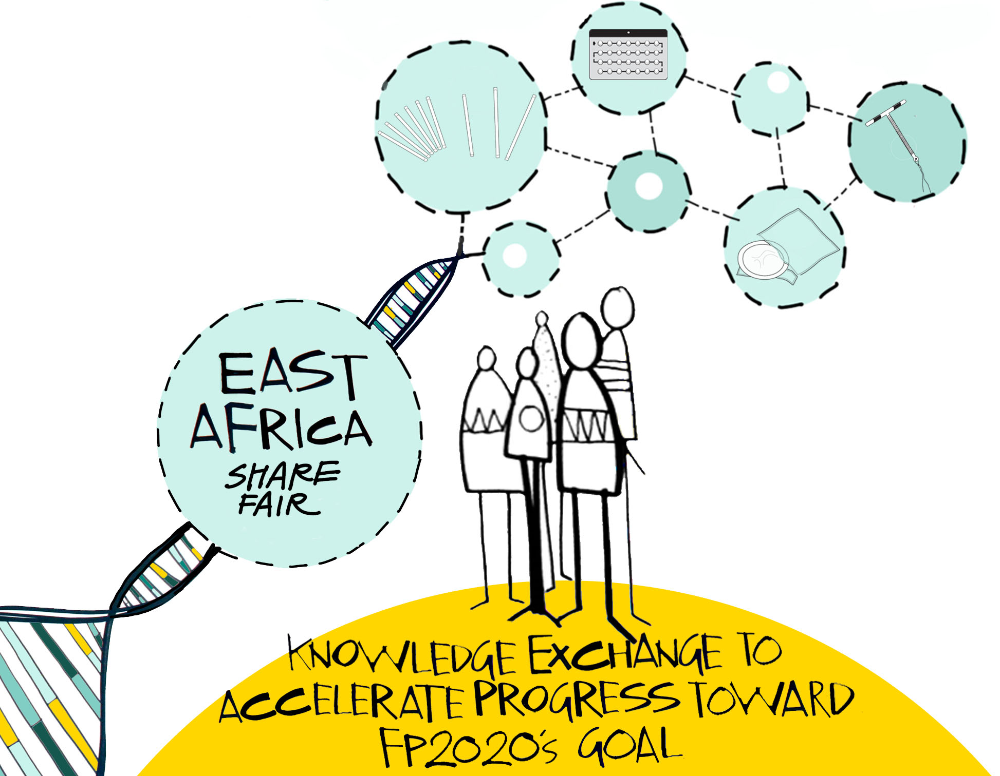 EAST
AFRICA
SHARE
FAIR
KNOWLEDGE EXCHANGE TO
ACCELERATE PROGRESS TOWARD
FP2020's GOAL